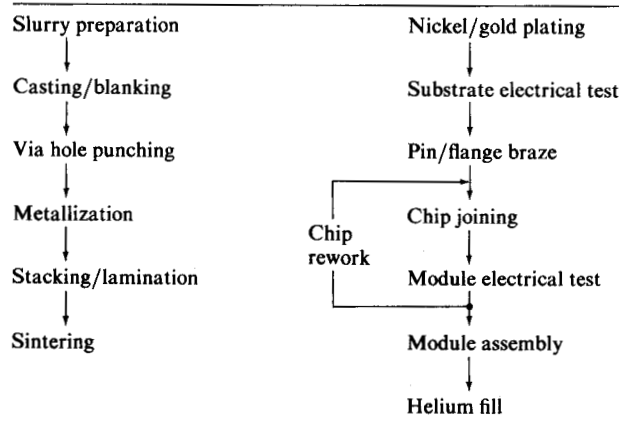 Slurry preparation
Casting/blanking
Via hole punching
Metallization
Stacking/lamination
Sintering
Nickel/gold plating
Substrate electrical test
Pin/flange braze
Chip joining
Chip
rework
Module electrical test
Module assembly
Helium fill